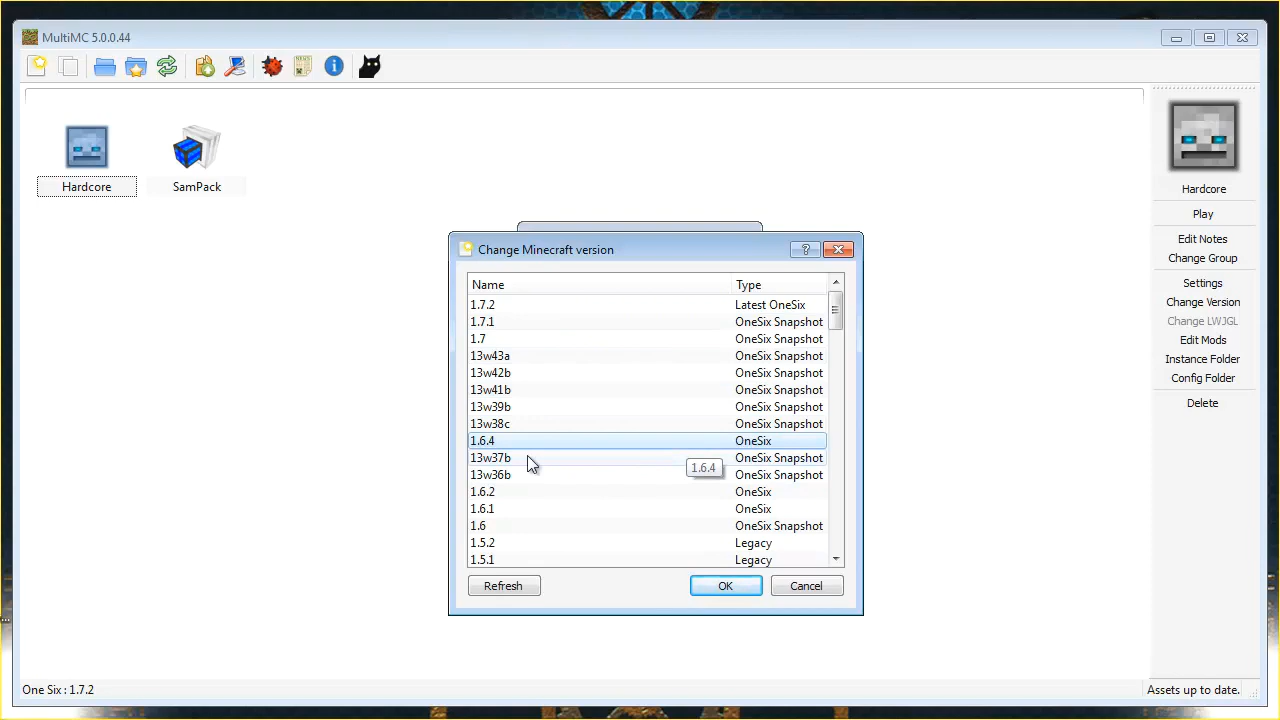 MultiMC 5.0.0.44
Hardcore
SamPack
Hardcore
Play
Edit Notes
Change Group
Settings
Change Version
Change LWJGL
Edit Mods
Instance Folder
Config Folder
Delete
Change Minecraft version
?
Name Type
1.7.2 Latest OneSix
1.7.1 OneSix Snapshot
1.7 OneSix Snapshot
13w43a OneSix Snapshot
13w42b OneSix Snapshot
13w41b OneSix Snapshot
13w39b OneSix Snapshot
13w38c OneSix Snapshot
1.6.4 OneSix
13w37b OneSix Snapshot
1.6.4
13w36b OneSix Snapshot
1.6.2 OneSix
1.6.1 OneSix
1.6 OneSix Snapshot
1.5.2 Legacy
1.5.1 Legacy
Refresh OK Cancel
One Six : 1.7.2
Assets up to date.